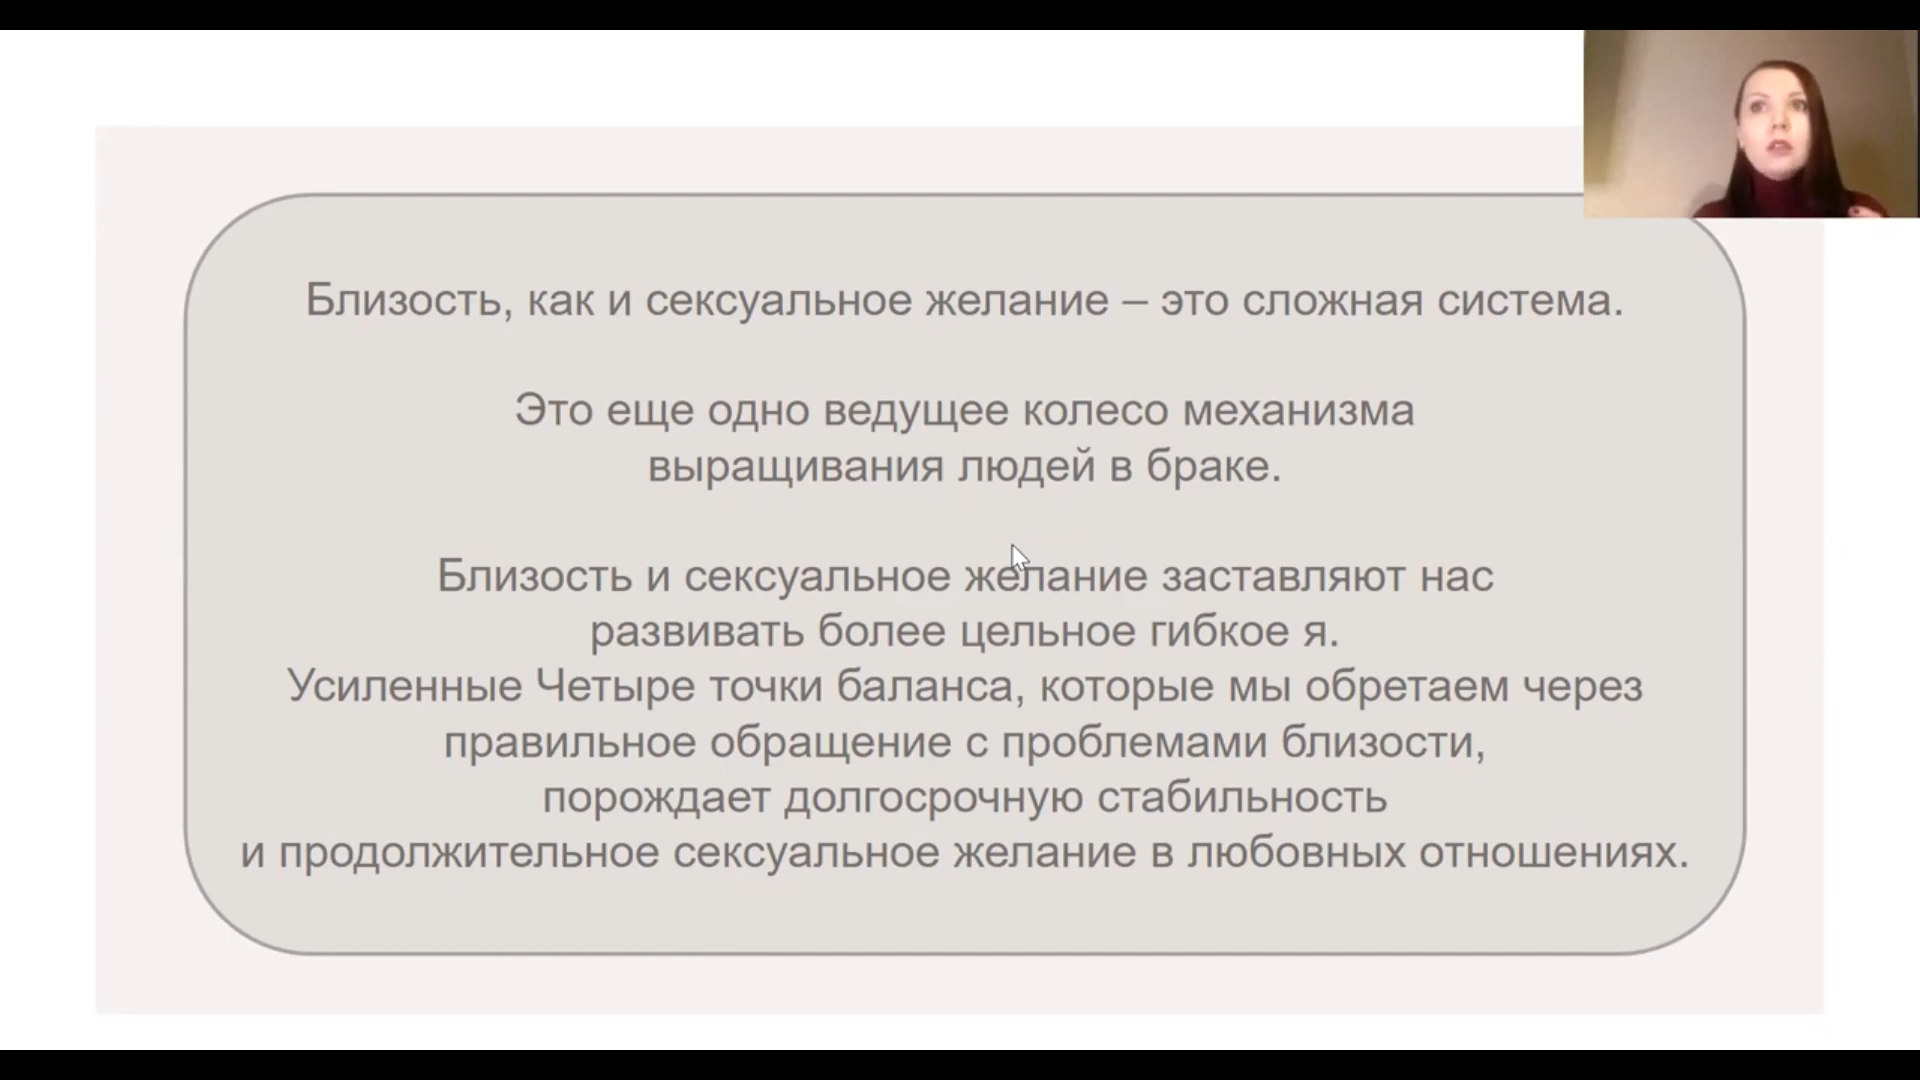 Близость, как и сексуальное желание – это сложная система.
Это еще одно ведущее колесо механизма
выращивания людей в браке.
Близость и сексуальное желание заставляют нас
развивать более цельное гибкое я.
Усиленные Четыре точки баланса, которые мы обретаем через
правильное обращение с проблемами близости,
порождает долгосрочную стабильность
и продолжительное сексуальное желание в любовных отношениях.